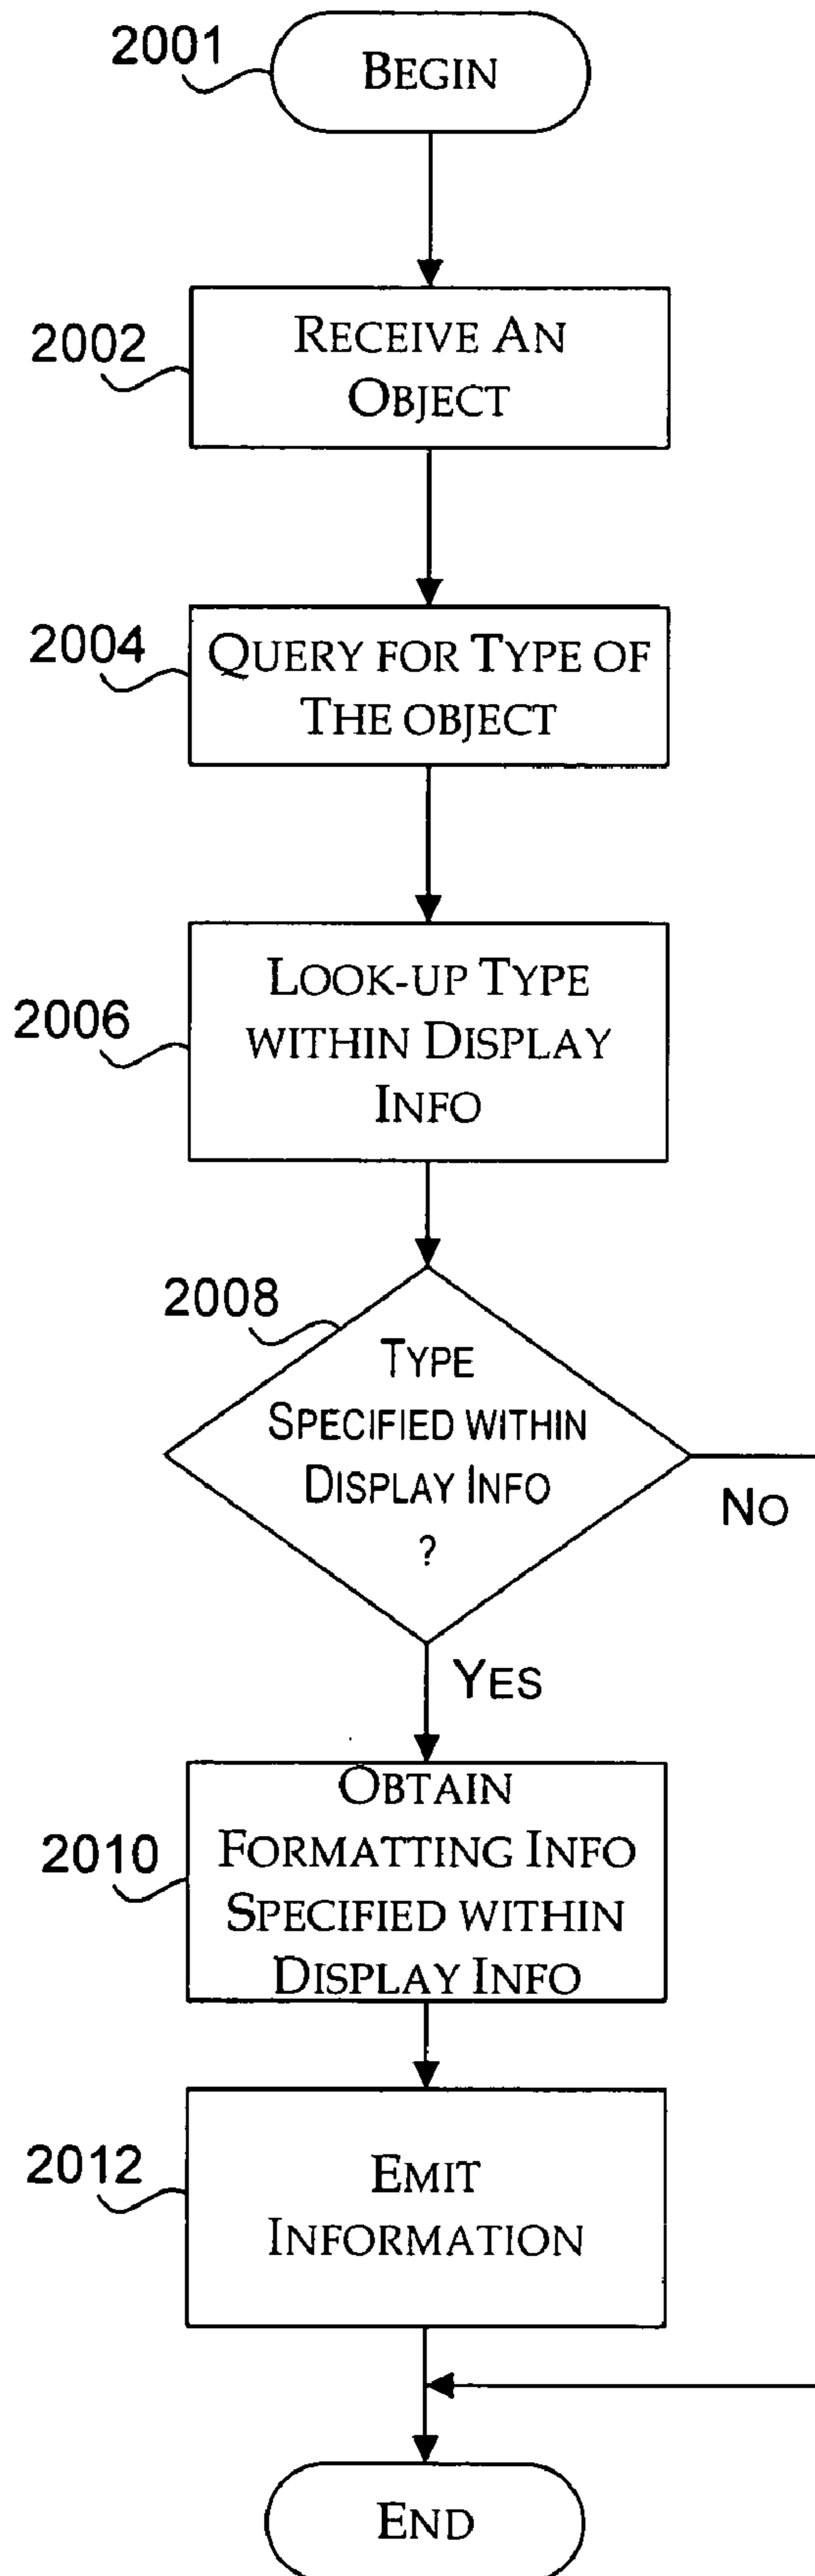 2001
BEGIN
2002
RECEIVE AN
OBJECT
2004
QUERY FOR TYPE OF
THE OBJECT
2006
LOOK-UP TYPE
WITHIN DISPLAY
INFO
2008
TYPE
SPECIFIED WITHIN
DISPLAY INFO
?
NO
YES
2010
OBTAIN
FORMATTING INFO
SPECIFIED WITHIN
DISPLAY INFO
2012
EMIT
INFORMATION
END